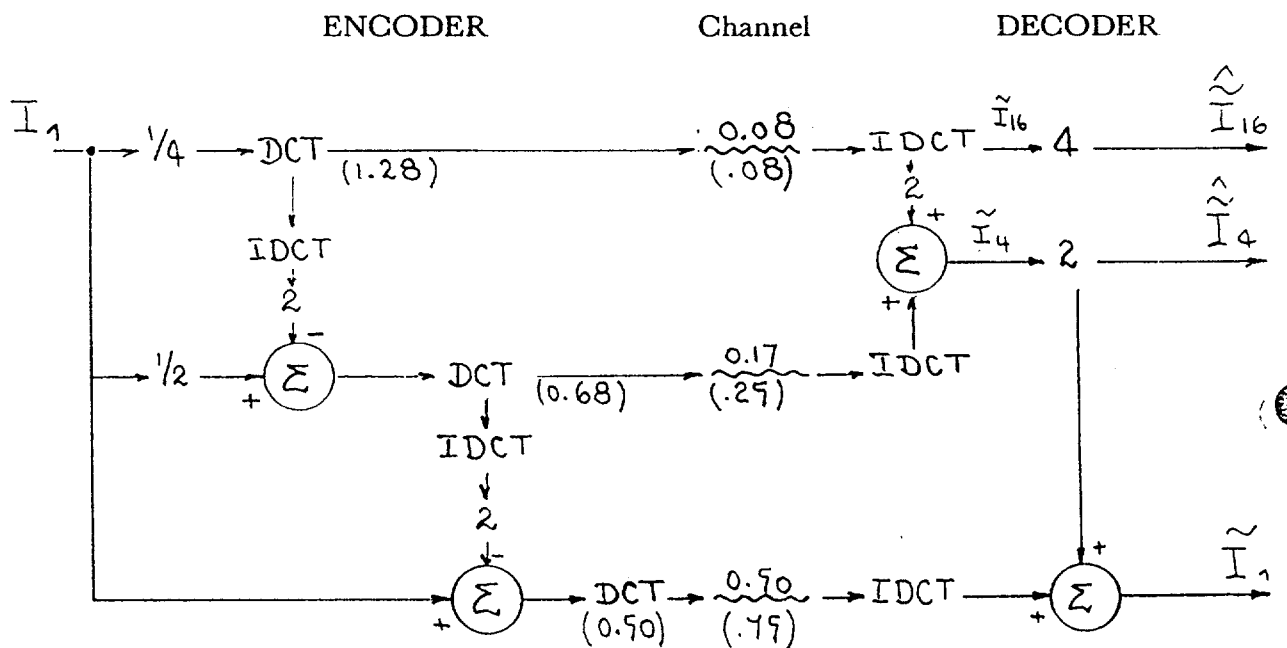 ENCODER Channel DECODER
I₁ 1/4 DCT (1.28) 0.08 (.08) IDCT Ĩ₁₆ 4 Î̃₁₆
2
IDCT
+ Σ Ĩ₄ 2 Î̃₄
2
+
−
1/2 + Σ DCT (0.68) 0.17 (.25) IDCT
IDCT
2
− +
+ Σ DCT (0.50) 0.50 (.75) IDCT + Σ Ĩ₁